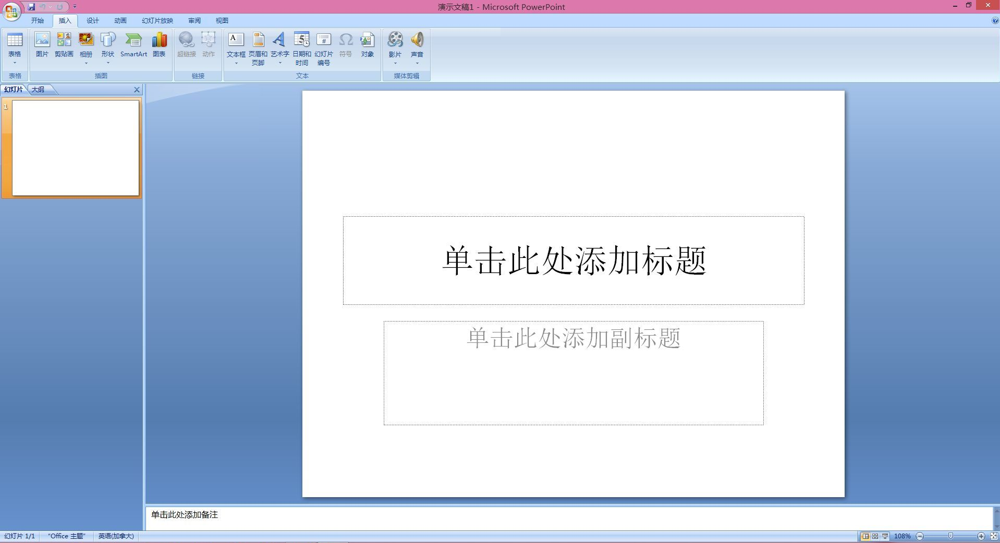 演示文稿1 - Microsoft PowerPoint
开始 插入 设计 动画 幻灯片放映 审阅 视图
表格 图片 剪贴画 相册 形状 SmartArt 图表 超链接 动作 文本框 页眉和页脚 艺术字 日期和时间 幻灯片编号 符号 对象 影片 声音
表格 插图 链接 文本 媒体剪辑
幻灯片 大纲
1
单击此处添加标题
单击此处添加副标题
单击此处添加备注
幻灯片 1/1 “Office 主题” 英语(加拿大) 108%